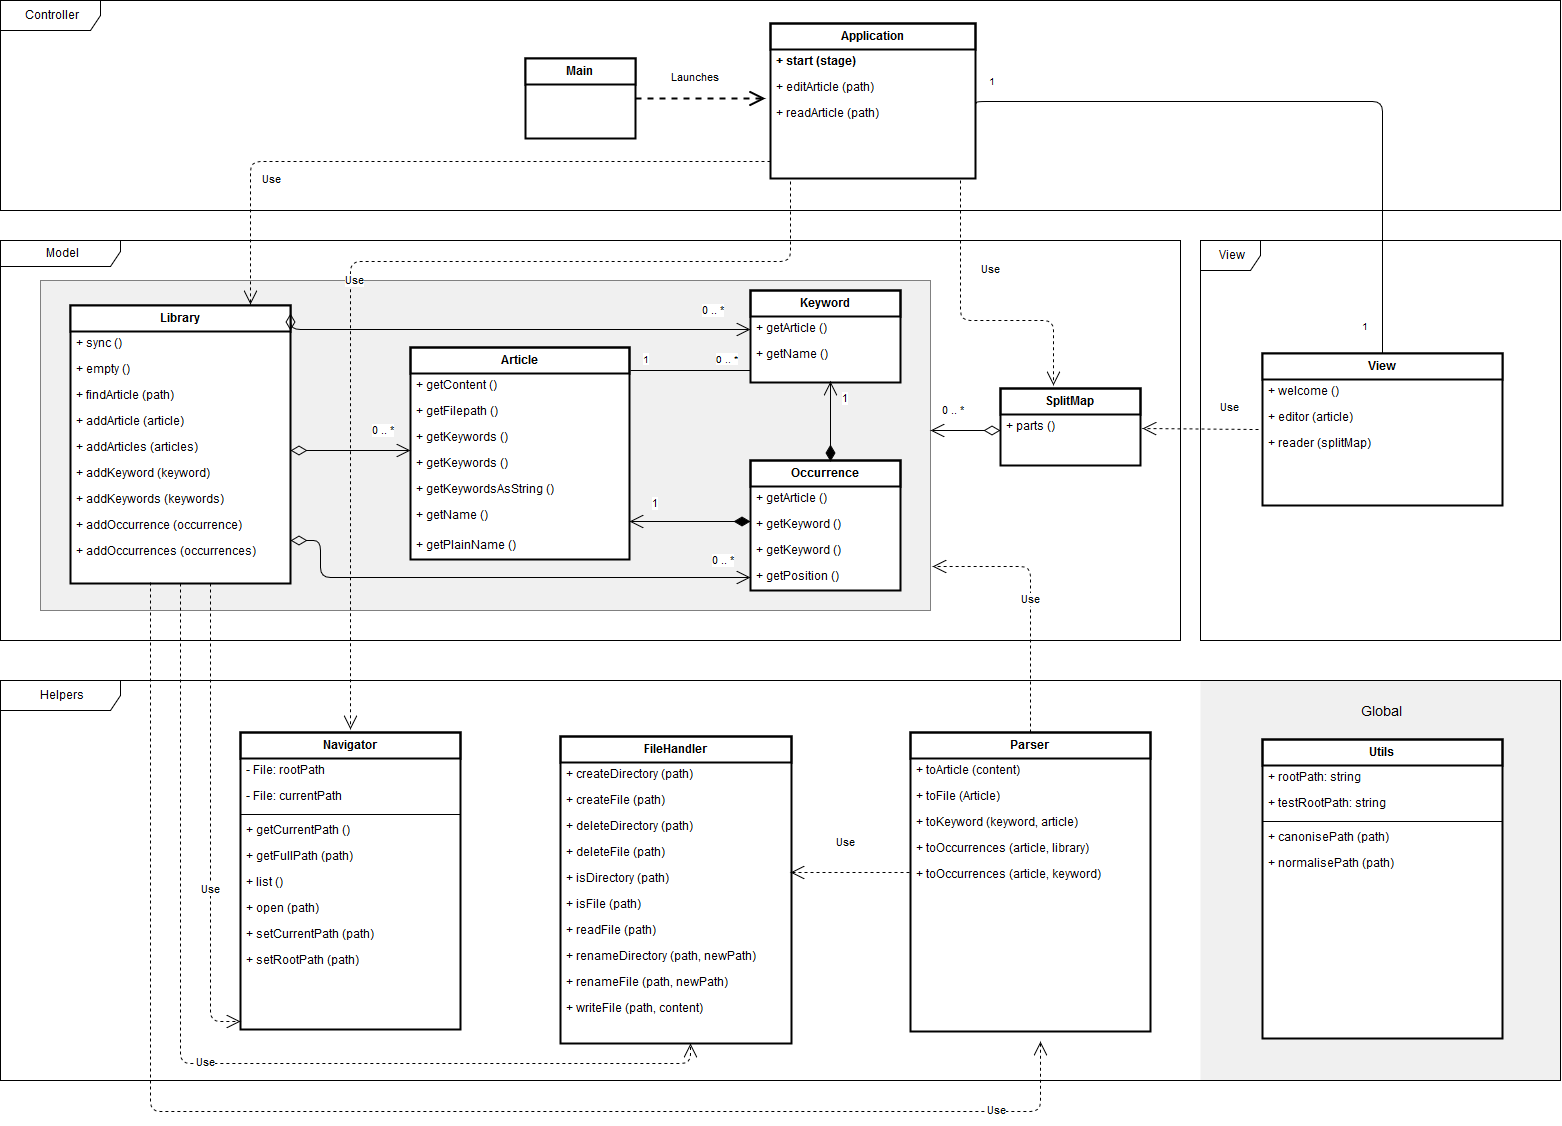 Controller
Application
+ start (stage)
+ editArticle (path)
+ readArticle (path)
Main
Launches
1
Use
Model
Use
Use
View
Library
+ sync ()
+ empty ()
+ findArticle (path)
+ addArticle (article)
+ addArticles (articles)
+ addKeyword (keyword)
+ addKeywords (keywords)
+ addOccurrence (occurrence)
+ addOccurrences (occurrences)
0 .. *
Keyword
+ getArticle ()
+ getName ()
Article
+ getContent ()
+ getFilepath ()
+ getKeywords ()
+ getKeywords ()
+ getKeywordsAsString ()
+ getName ()
+ getPlainName ()
1
0 .. *
0 .. *
1
1
0 .. *
Occurrence
+ getArticle ()
+ getKeyword ()
+ getKeyword ()
+ getPosition ()
0 .. *
SplitMap
+ parts ()
Use
1
View
+ welcome ()
+ editor (article)
+ reader (splitMap)
Use
Helpers
Navigator
- File: rootPath
- File: currentPath
+ getCurrentPath ()
+ getFullPath (path)
+ list ()
+ open (path)
+ setCurrentPath (path)
+ setRootPath (path)
Use
Use
FileHandler
+ createDirectory (path)
+ createFile (path)
+ deleteDirectory (path)
+ deleteFile (path)
+ isDirectory (path)
+ isFile (path)
+ readFile (path)
+ renameDirectory (path, newPath)
+ renameFile (path, newPath)
+ writeFile (path, content)
Use
Parser
+ toArticle (content)
+ toFile (Article)
+ toKeyword (keyword, article)
+ toOccurrences (article, library)
+ toOccurrences (article, keyword)
Use
Global
Utils
+ rootPath: string
+ testRootPath: string
+ canonisePath (path)
+ normalisePath (path)